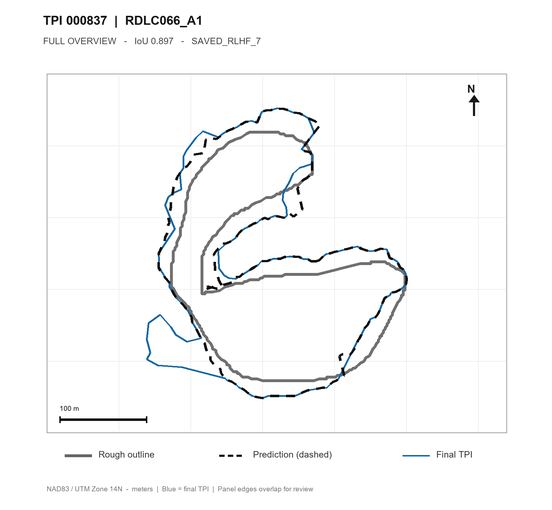 TPI 000837 | RDLC066_A1
FULL OVERVIEW - IoU 0.897 - SAVED_RLHF_7
N
100 m
Rough outline
Prediction (dashed)
Final TPI
NAD83 / UTM Zone 14N - meters | Blue = final TPI | Panel edges overlap for review